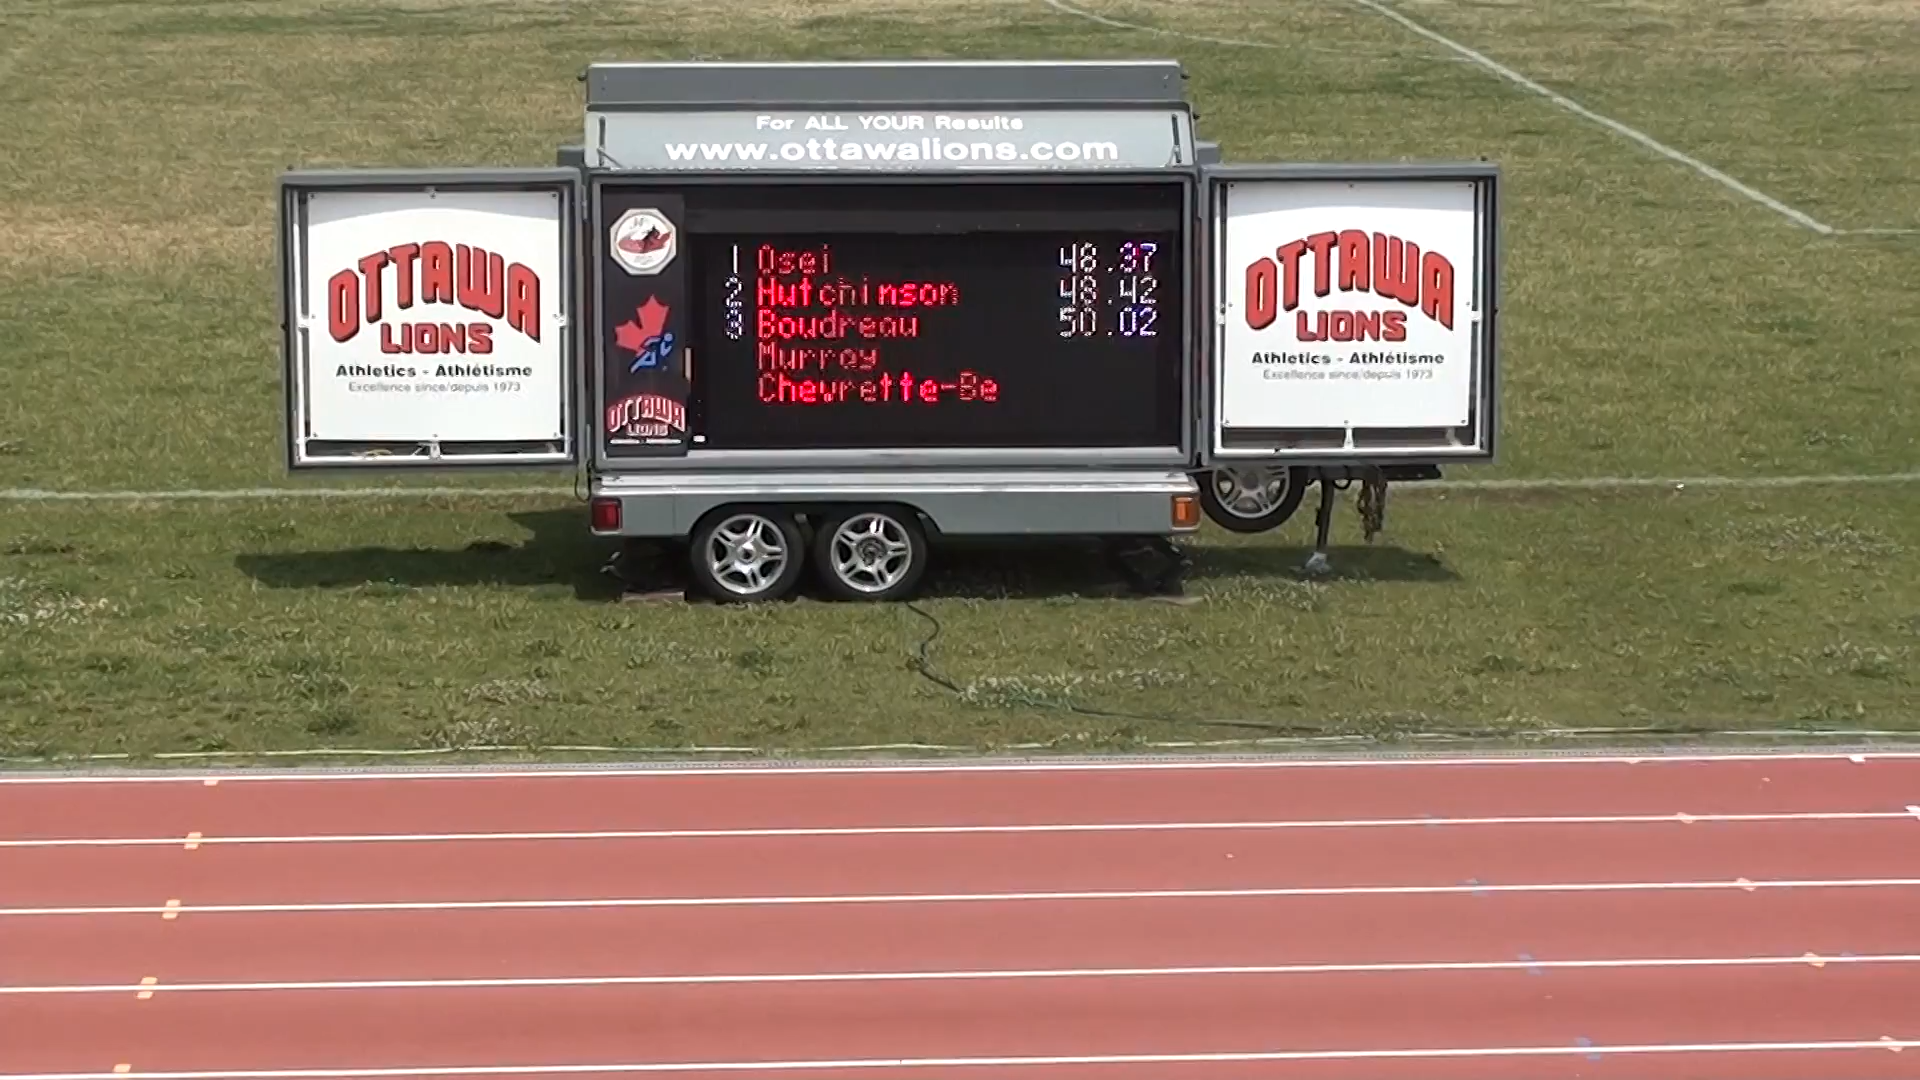 For ALL YOUR Results
www.ottawalions.com
OTTAWA
LIONS
Athletics - Athlétisme
Excellence since/depuis 1973
1 Osei 48.37
2 Hutchinson 48.42
3 Boudreau 50.02
Murray
Chevrette-Be
OTTAWA
LIONS
OTTAWA
LIONS
Athletics - Athlétisme
Excellence since/depuis 1973